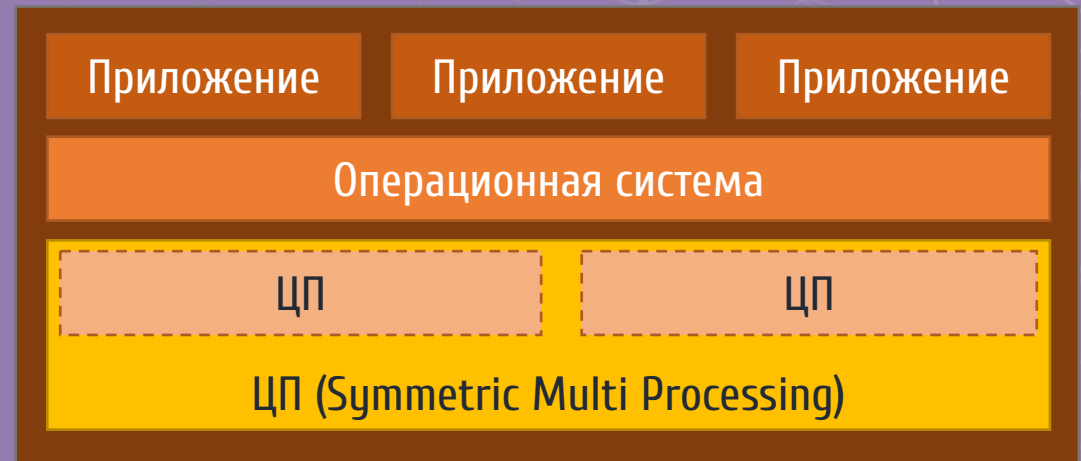 Приложение Приложение Приложение
Операционная система
ЦП ЦП
ЦП (Symmetric Multi Processing)